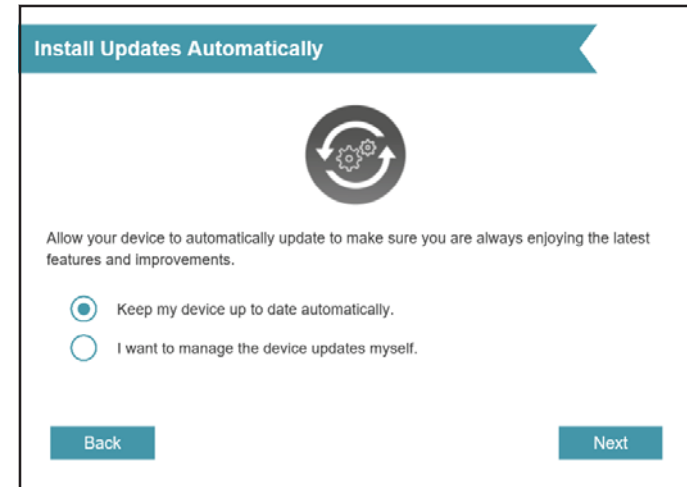 Install Updates Automatically
Allow your device to automatically update to make sure you are always enjoying the latest
features and improvements.
Keep my device up to date automatically.
I want to manage the device updates myself.
Back
Next